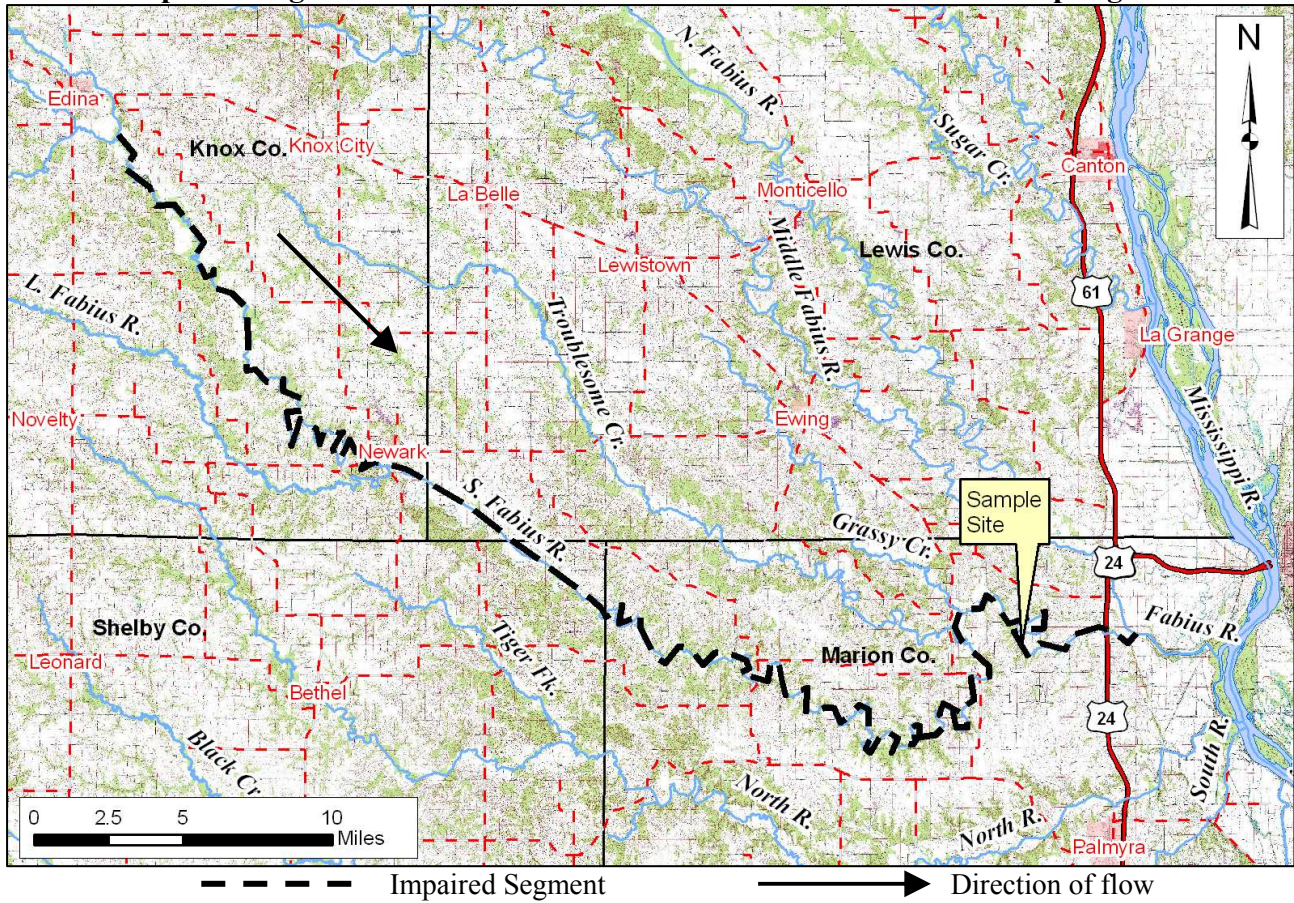 N. Fabius R.
N
Edina
Sugar Cr.
Knox Co.
Knox City
Canton
La Belle
Monticello
Middle Fabius R.
Lewistown
Lewis Co.
61
L. Fabius R.
Troublesome Cr.
La Grange
Mississippi R.
Novelty
Ewing
Newark
S. Fabius R.
Sample
Site
Grassy Cr.
24
Fabius R.
Shelby Co.
Tiger Fk.
Leonard
Marion Co.
Bethel
24
South R.
Black Cr
North R.
North R.
Palmyra
0 2.5 5 10
Miles
Impaired Segment
Direction of flow